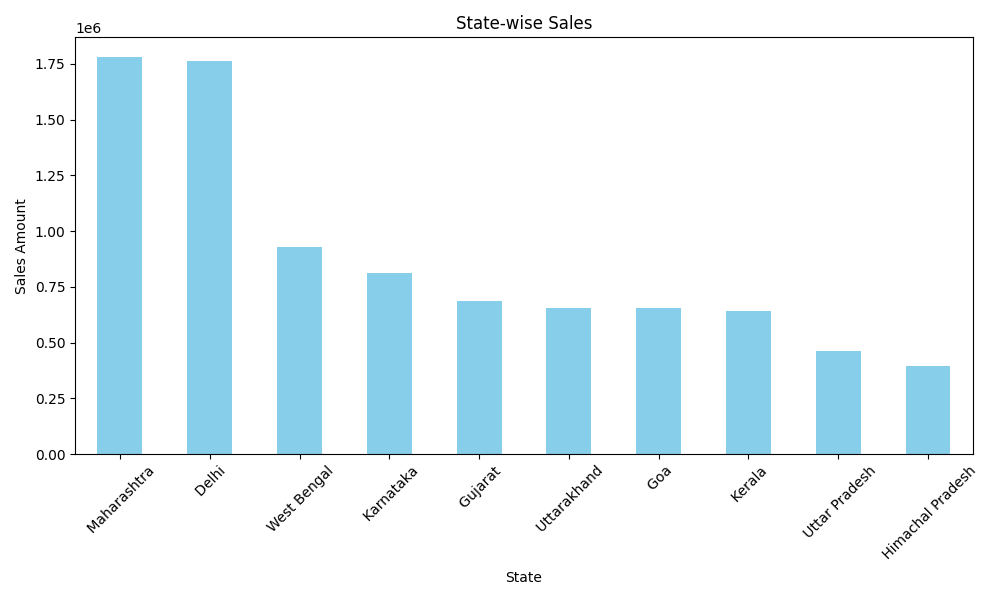 State-wise Sales
1e6
1.75
1.50
1.25
1.00
0.75
0.50
0.25
0.00
Sales Amount
Maharashtra
Delhi
West Bengal
Karnataka
Gujarat
Uttarakhand
Goa
Kerala
Uttar Pradesh
Himachal Pradesh
State